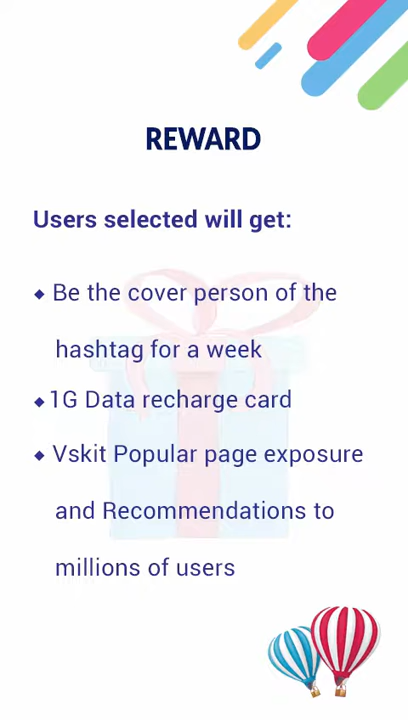 REWARD
Users selected will get:
◆ Be the cover person of the
hashtag for a week
◆ 1G Data recharge card
◆ Vskit Popular page exposure
and Recommendations to
millions of users